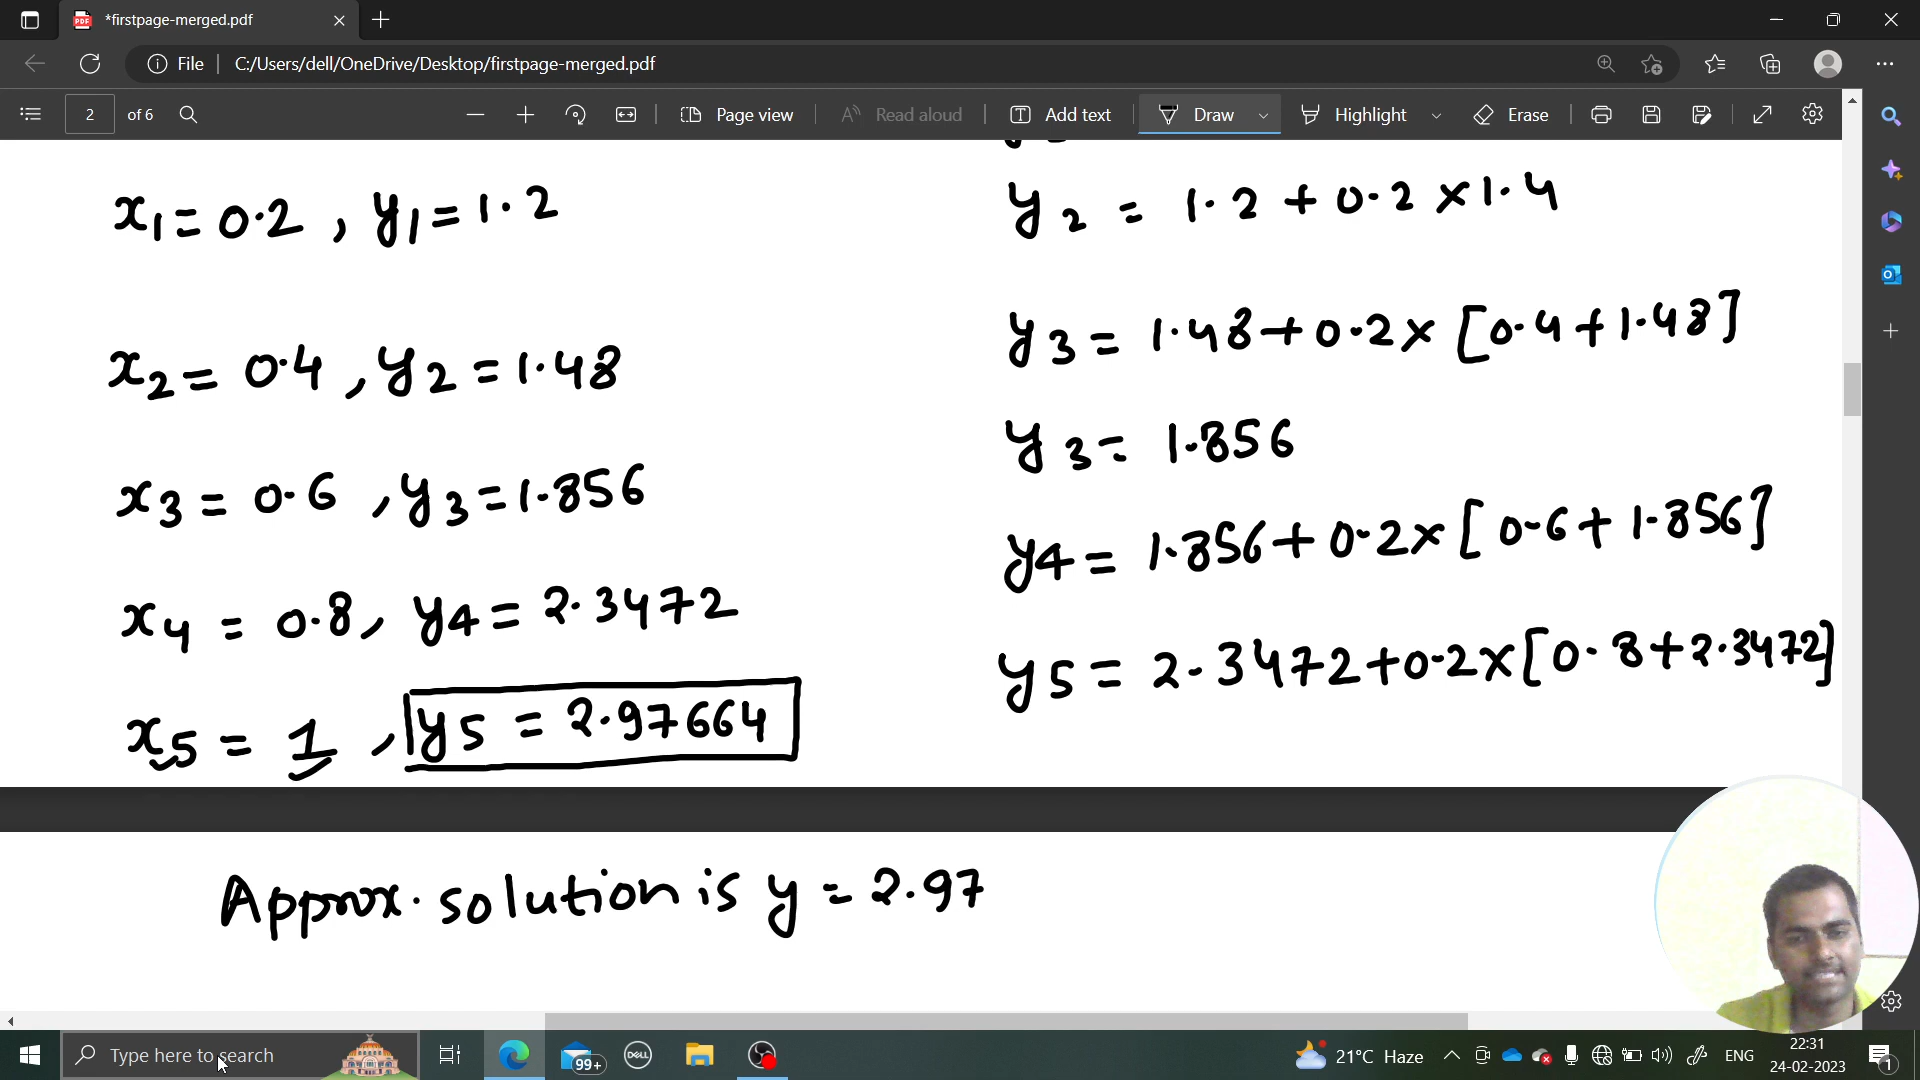 *firstpage-merged.pdf
File C:/Users/dell/OneDrive/Desktop/firstpage-merged.pdf
2 of 6 Page view Read aloud Add text Draw Highlight Erase
x₁ = 0.2 , y₁ = 1.2
x₂ = 0.4 , y₂ = 1.48
x₃ = 0.6 , y₃ = 1.856
x₄ = 0.8, y₄ = 2.3472
x₅ = 1 , y₅ = 2.97664
y₂ = 1.2 + 0.2 × 1.4
y₃ = 1.48 + 0.2 × [0.4 + 1.48]
y₃ = 1.856
y₄ = 1.856 + 0.2 × [0.6 + 1.856]
y₅ = 2.3472 + 0.2 × [0.8 + 2.3472]
Approx. solution is y = 2.97
Type here to search
99+
DELL
21°C Haze
ENG
22:31
24-02-2023
1